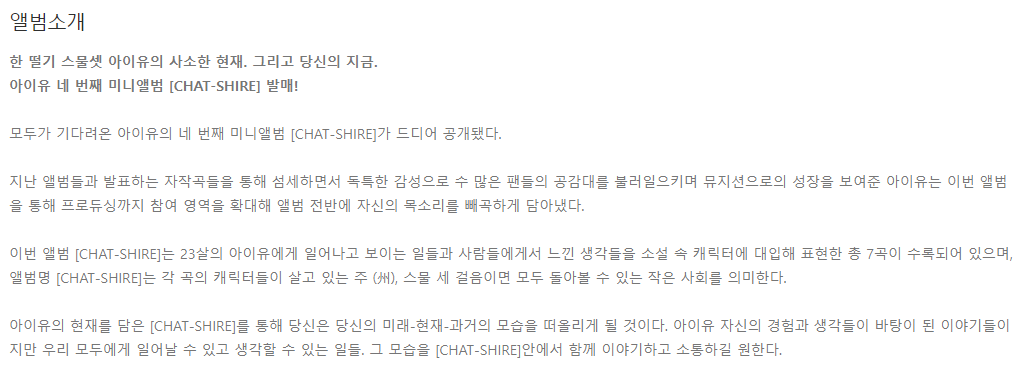 앨범소개
한 떨기 스물셋 아이유의 사소한 현재. 그리고 당신의 지금.
아이유 네 번째 미니앨범 [CHAT-SHIRE] 발매!
모두가 기다려온 아이유의 네 번째 미니앨범 [CHAT-SHIRE]가 드디어 공개됐다.
지난 앨범들과 발표하는 자작곡들을 통해 섬세하면서 독특한 감성으로 수 많은 팬들의 공감대를 불러일으키며 뮤지션으로의 성장을 보여준 아이유는 이번 앨범
을 통해 프로듀싱까지 참여 영역을 확대해 앨범 전반에 자신의 목소리를 빼곡하게 담아냈다.
이번 앨범 [CHAT-SHIRE]는 23살의 아이유에게 일어나고 보이는 일들과 사람들에게서 느낀 생각들을 소설 속 캐릭터에 대입해 표현한 총 7곡이 수록되어 있으며,
앨범명 [CHAT-SHIRE]는 각 곡의 캐릭터들이 살고 있는 주 (州), 스물 세 걸음이면 모두 돌아볼 수 있는 작은 사회를 의미한다.
아이유의 현재를 담은 [CHAT-SHIRE]를 통해 당신은 당신의 미래-현재-과거의 모습을 떠올리게 될 것이다. 아이유 자신의 경험과 생각들이 바탕이 된 이야기들이
지만 우리 모두에게 일어날 수 있고 생각할 수 있는 일들. 그 모습을 [CHAT-SHIRE]안에서 함께 이야기하고 소통하길 원한다.